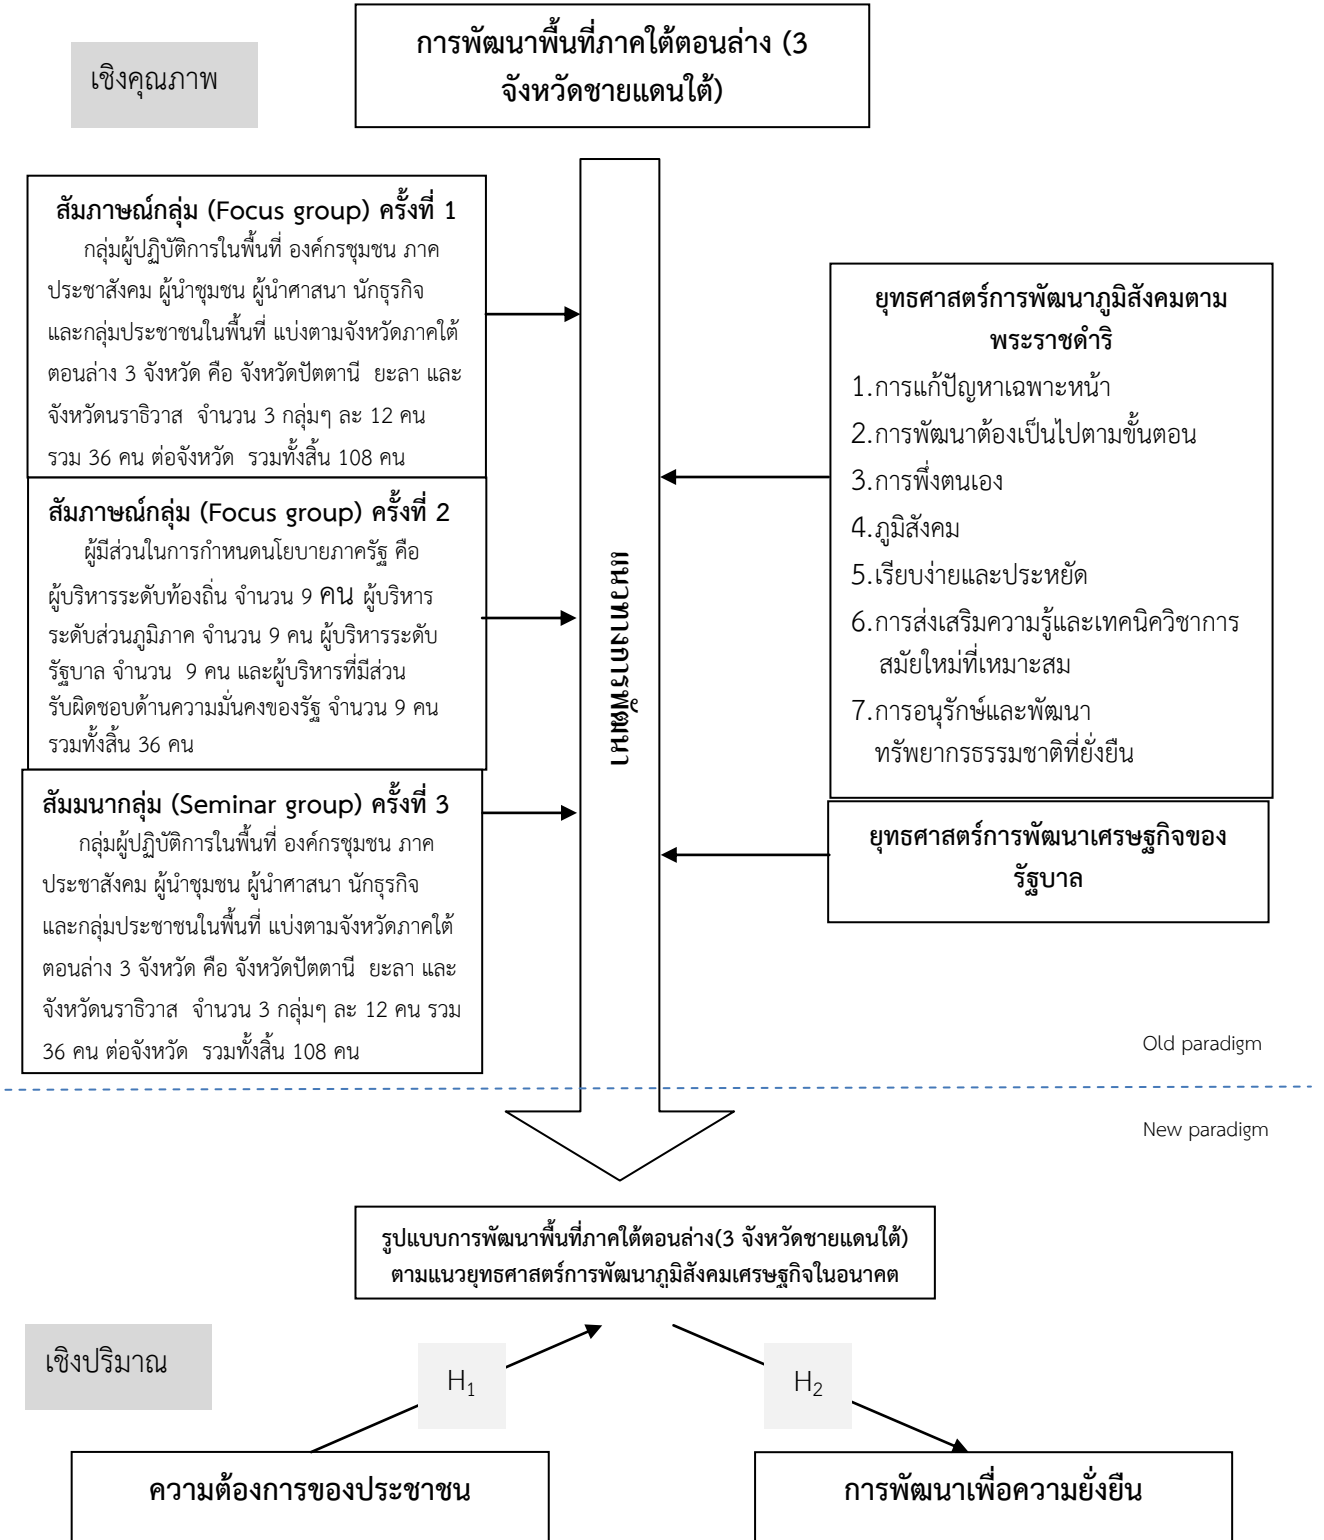 การพัฒนาพื้นที่ภาคใต้ตอนล่าง (3
จังหวัดชายแดนใต้)
เชิงคุณภาพ
สัมภาษณ์กลุ่ม (Focus group) ครั้งที่ 1
กลุ่มผู้ปฏิบัติการในพื้นที่ องค์กรชุมชน ภาค
ประชาสังคม ผู้นำชุมชน ผู้นำศาสนา นักธุรกิจ
และกลุ่มประชาชนในพื้นที่ แบ่งตามจังหวัดภาคใต้
ตอนล่าง 3 จังหวัด คือ จังหวัดปัตตานี ยะลา และ
จังหวัดนราธิวาส จำนวน 3 กลุ่มๆ ละ 12 คน
รวม 36 คน ต่อจังหวัด รวมทั้งสิ้น 108 คน
สัมภาษณ์กลุ่ม (Focus group) ครั้งที่ 2
ผู้มีส่วนในการกำหนดนโยบายภาครัฐ คือ
ผู้บริหารระดับท้องถิ่น จำนวน 9 คน ผู้บริหาร
ระดับส่วนภูมิภาค จำนวน 9 คน ผู้บริหารระดับ
รัฐบาล จำนวน 9 คน และผู้บริหารที่มีส่วน
รับผิดชอบด้านความมั่นคงของรัฐ จำนวน 9 คน
รวมทั้งสิ้น 36 คน
สัมมนากลุ่ม (Seminar group) ครั้งที่ 3
กลุ่มผู้ปฏิบัติการในพื้นที่ องค์กรชุมชน ภาค
ประชาสังคม ผู้นำชุมชน ผู้นำศาสนา นักธุรกิจ
และกลุ่มประชาชนในพื้นที่ แบ่งตามจังหวัดภาคใต้
ตอนล่าง 3 จังหวัด คือ จังหวัดปัตตานี ยะลา และ
จังหวัดนราธิวาส จำนวน 3 กลุ่มๆ ละ 12 คน รวม
36 คน ต่อจังหวัด รวมทั้งสิ้น 108 คน
แนวทางการพัฒนา
ยุทธศาสตร์การพัฒนาภูมิสังคมตาม
พระราชดำริ
1.การแก้ปัญหาเฉพาะหน้า
2.การพัฒนาต้องเป็นไปตามขั้นตอน
3.การพึ่งตนเอง
4.ภูมิสังคม
5.เรียบง่ายและประหยัด
6.การส่งเสริมความรู้และเทคนิควิชาการ
สมัยใหม่ที่เหมาะสม
7.การอนุรักษ์และพัฒนา
ทรัพยากรธรรมชาติที่ยั่งยืน
ยุทธศาสตร์การพัฒนาเศรษฐกิจของ
รัฐบาล
Old paradigm
New paradigm
รูปแบบการพัฒนาพื้นที่ภาคใต้ตอนล่าง(3 จังหวัดชายแดนใต้)
ตามแนวยุทธศาสตร์การพัฒนาภูมิสังคมเศรษฐกิจในอนาคต
เชิงปริมาณ
H1
H2
ความต้องการของประชาชน
การพัฒนาเพื่อความยั่งยืน